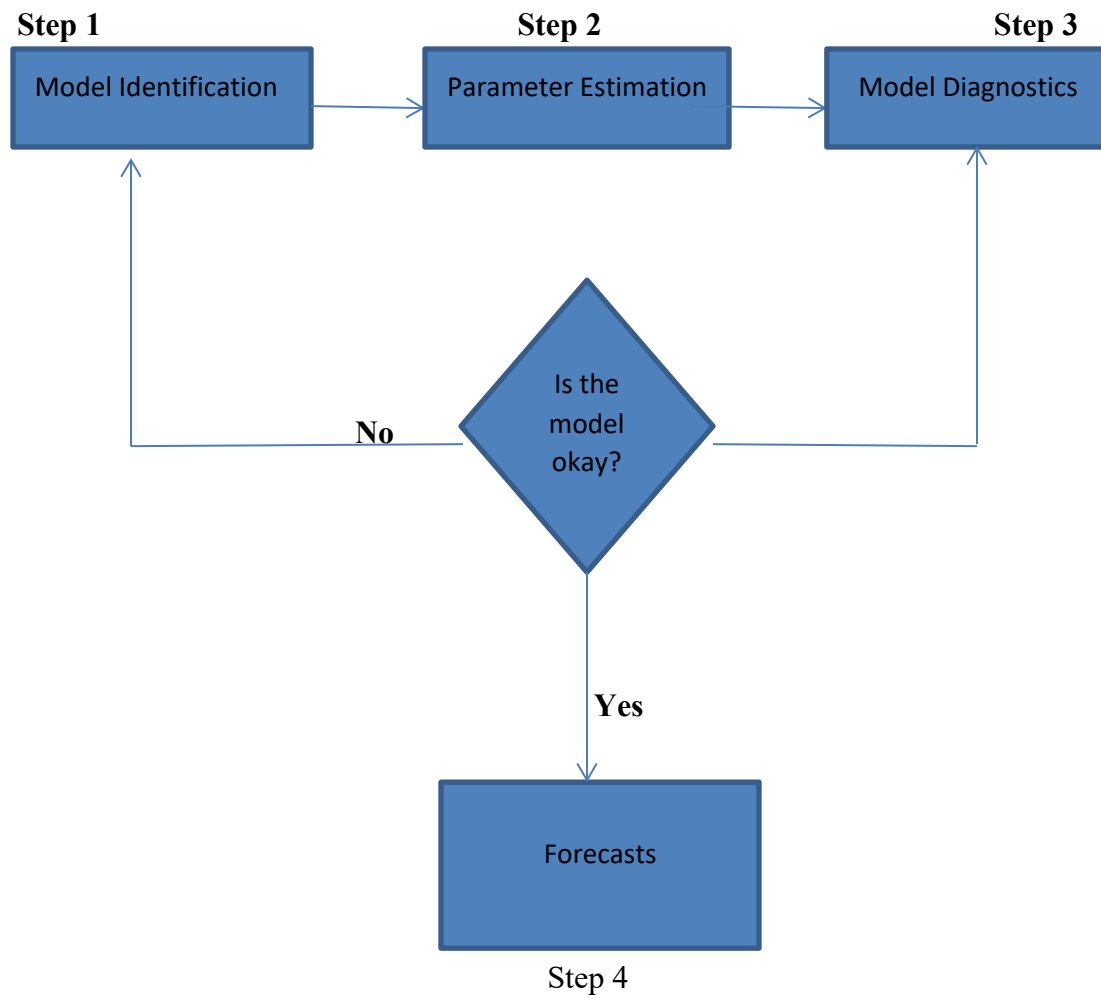 Step 1
Step 2
Step 3
Model Identification
Parameter Estimation
Model Diagnostics
Is the
model
okay?
No
Yes
Forecasts
Step 4